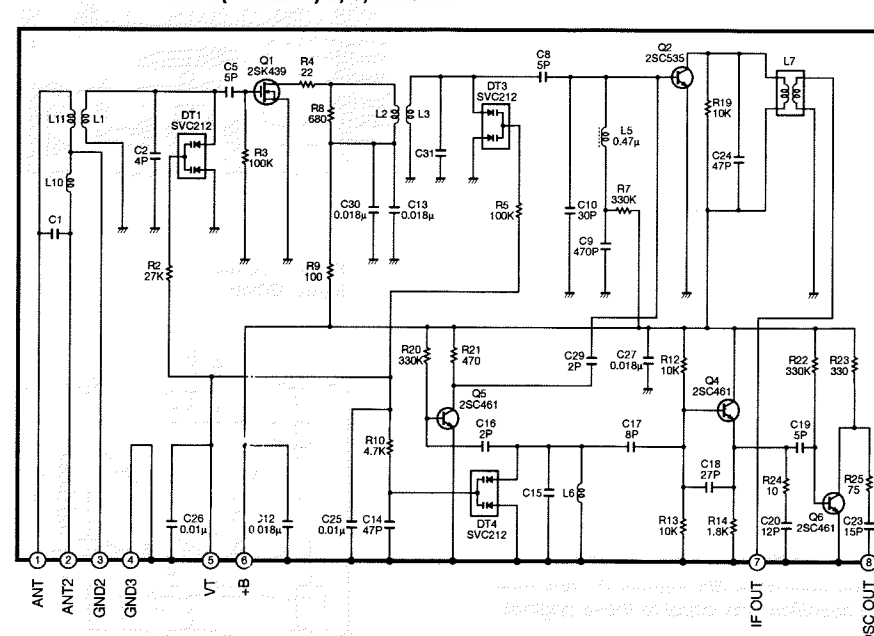 C5
5P
Q1
2SK439
R4
22
C8
5P
Q2
2SC535
L7
DT1
SVC212
R8
680
DT3
SVC212
L11
L1
L2
L3
R19
10K
C2
4P
R3
100K
C31
L5
0.47µ
C24
47P
L10
C30
0.018µ
C13
0.018µ
R5
100K
C10
30P
R7
330K
C1
C9
470P
R2
27K
R9
100
R20
330K
R21
470
C29
2P
C27
0.018µ
R12
10K
R22
330K
R23
330
Q5
2SC461
Q4
2SC461
C16
2P
C17
8P
C19
5P
R10
4.7K
C18
27P
R24
10
R25
75
C15
L6
DT4
SVC212
C26
0.01µ
C12
0.018µ
C25
0.01µ
C14
47P
R13
10K
R14
1.8K
C20
12P
Q6
2SC461
C23
15P
1
2
3
4
5
6
7
8
ANT
ANT2
GND2
GND3
VT
+B
IF OUT
OSC OUT